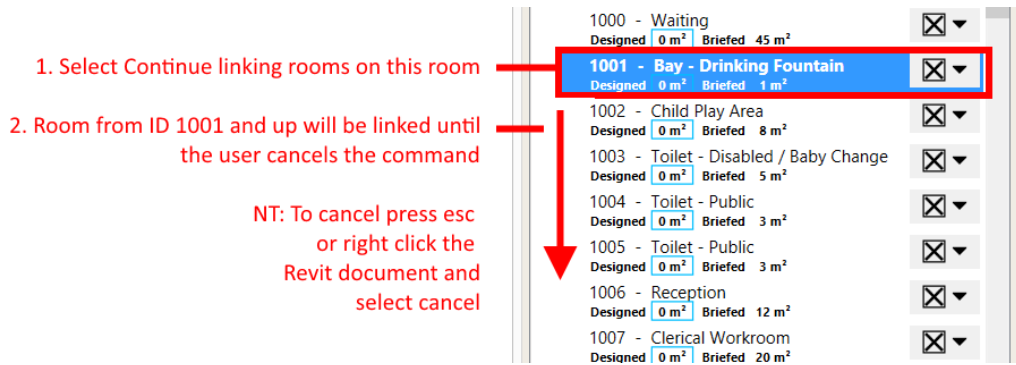 1. Select Continue linking rooms on this room
2. Room from ID 1001 and up will be linked until
the user cancels the command
NT: To cancel press esc
or right click the
Revit document and
select cancel
1000 - Waiting
Designed 0 m² Briefed 45 m²
1001 - Bay - Drinking Fountain
Designed 0 m² Briefed 1 m²
1002 - Child Play Area
Designed 0 m² Briefed 8 m²
1003 - Toilet - Disabled / Baby Change
Designed 0 m² Briefed 5 m²
1004 - Toilet - Public
Designed 0 m² Briefed 3 m²
1005 - Toilet - Public
Designed 0 m² Briefed 3 m²
1006 - Reception
Designed 0 m² Briefed 12 m²
1007 - Clerical Workroom
Designed 0 m² Briefed 20 m²